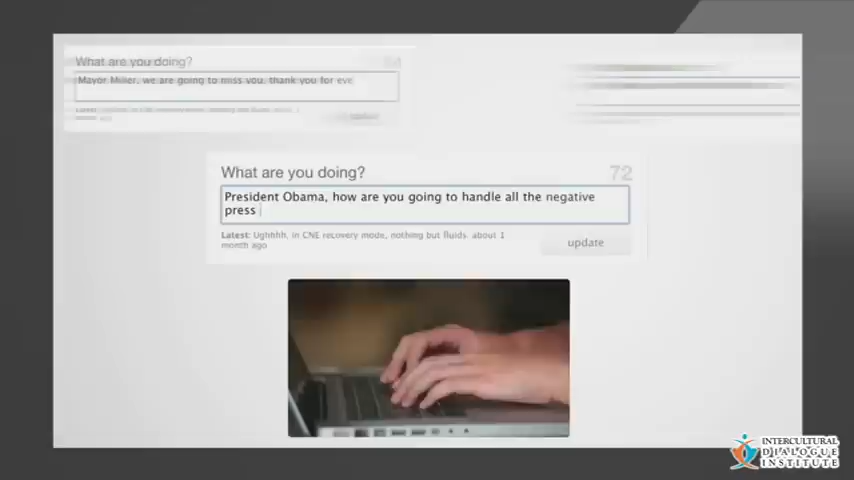 What are you doing?
Mayor Miller, we are going to miss you, thank you for eve
update
What are you doing?
72
President Obama, how are you going to handle all the negative
press
Latest: Ughhhh, in CNE recovery mode, nothing but fluids. about 1
month ago
update
INTERCULTURAL
DIALOGUE
INSTITUTE